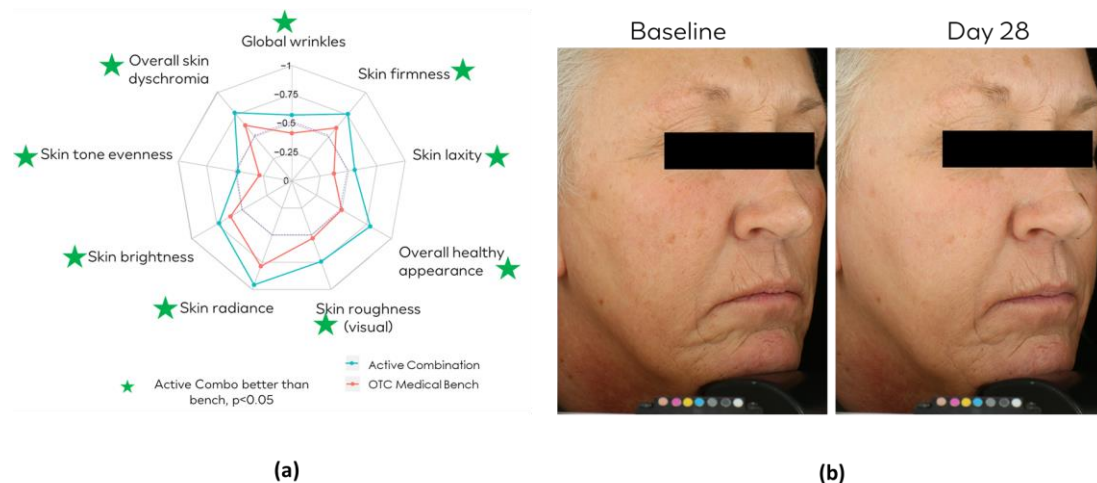 Global wrinkles
Overall skin
dyschromia
Skin firmness
-1
-0.75
-0.5
-0.25
0
Skin tone evenness
Skin laxity
Skin brightness
Overall healthy
appearance
Skin radiance
Skin roughness
(visual)
Active Combination
OTC Medical Bench
Active Combo better than
bench, p<0.05
(a)
Baseline
Day 28
(b)